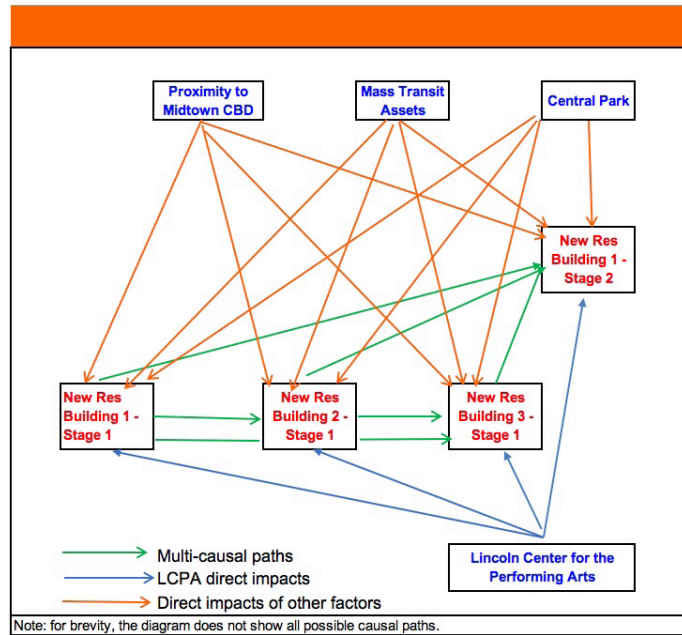 Proximity to
Midtown CBD
Mass Transit
Assets
Central Park
New Res
Building 1 -
Stage 2
New Res
Building 1 -
Stage 1
New Res
Building 2 -
Stage 1
New Res
Building 3 -
Stage 1
Lincoln Center for the
Performing Arts
Multi-causal paths
LCPA direct impacts
Direct impacts of other factors
Note: for brevity, the diagram does not show all possible causal paths.